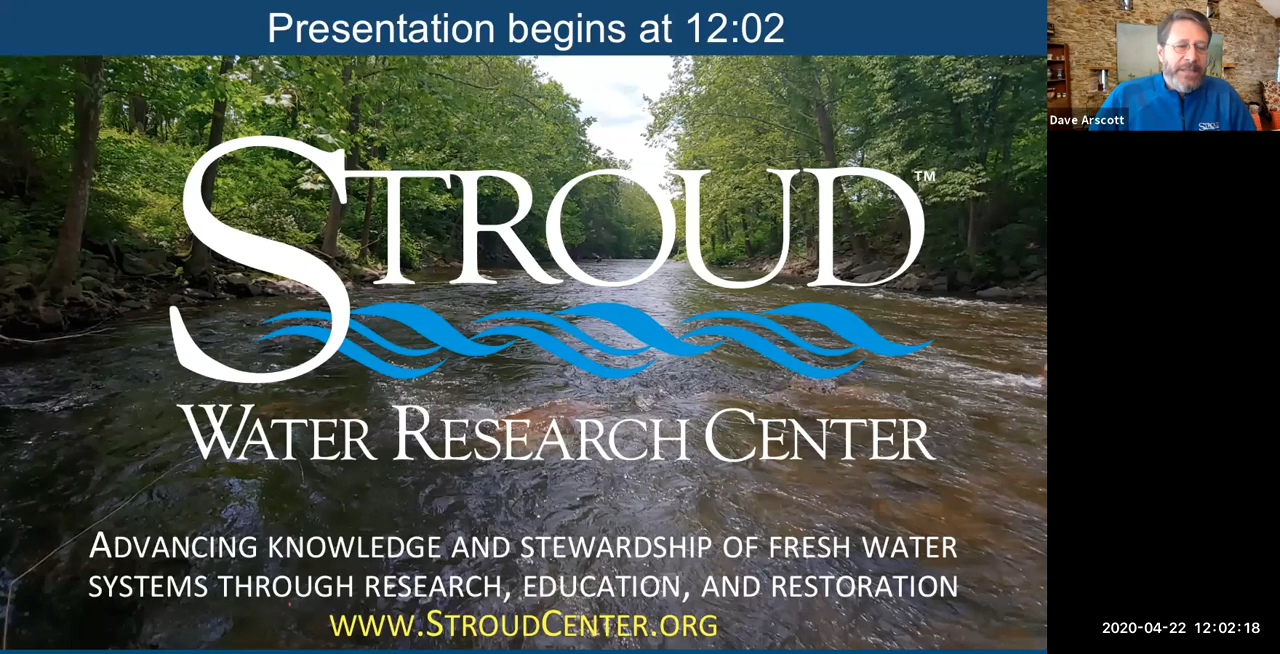 Presentation begins at 12:02
STROUD™
WATER RESEARCH CENTER
ADVANCING KNOWLEDGE AND STEWARDSHIP OF FRESH WATER
SYSTEMS THROUGH RESEARCH, EDUCATION, AND RESTORATION
WWW.STROUDCENTER.ORG
Dave Arscott
STROUD
2020-04-22 12:02:18